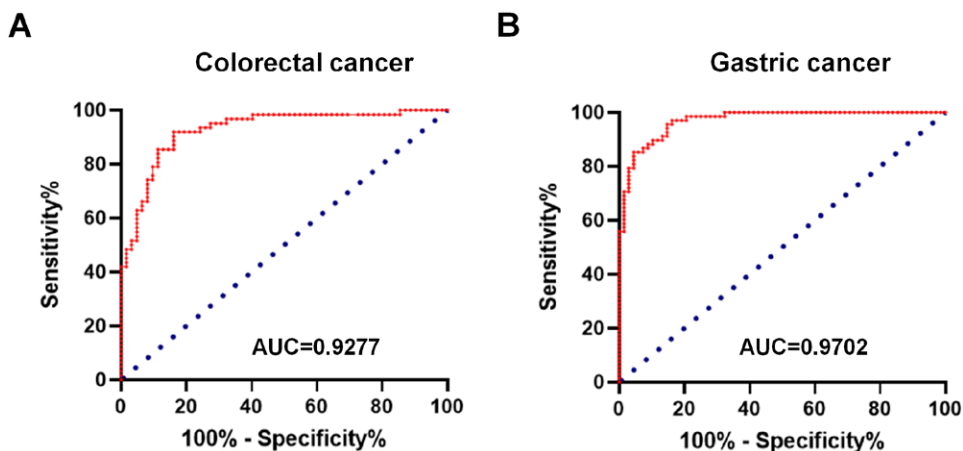 A
B
Colorectal cancer
Gastric cancer
Sensitivity%
100
80
60
40
20
0
AUC=0.9277
0 20 40 60 80 100
100% - Specificity%
Sensitivity%
100
80
60
40
20
0
AUC=0.9702
0 20 40 60 80 100
100% - Specificity%